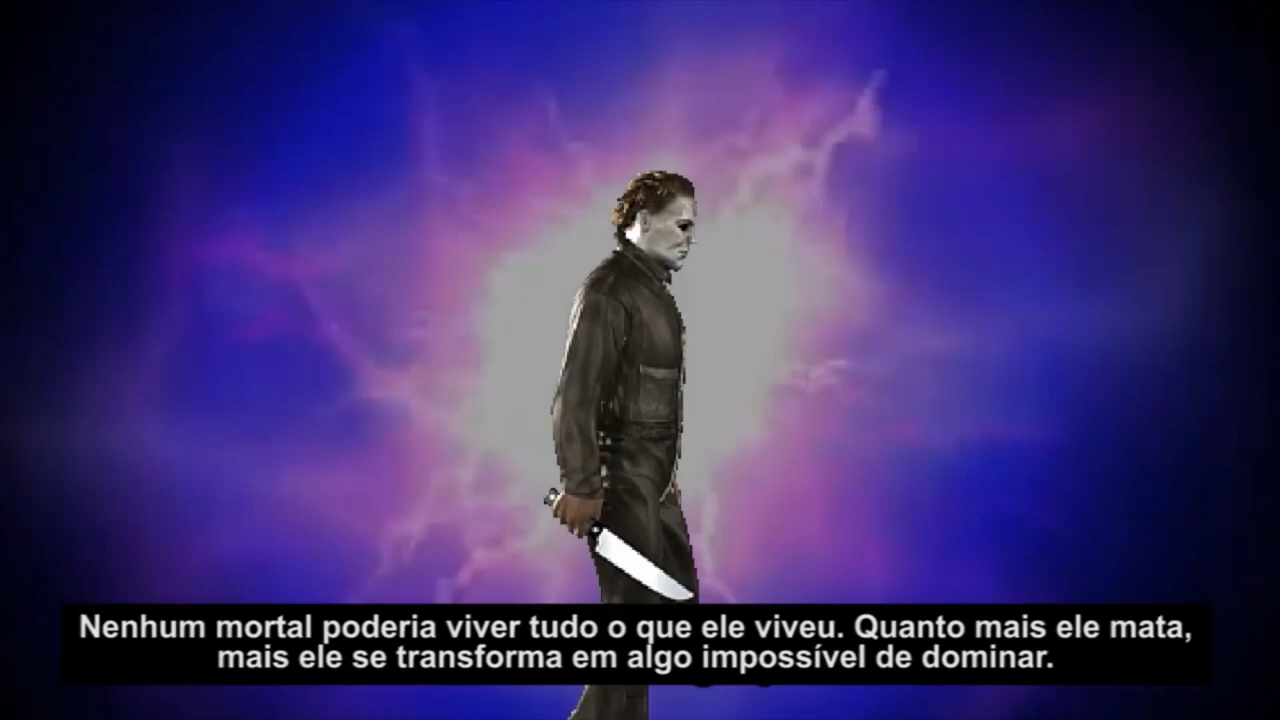 Nenhum mortal poderia viver tudo o que ele viveu. Quanto mais ele mata,
mais ele se transforma em algo impossível de dominar.